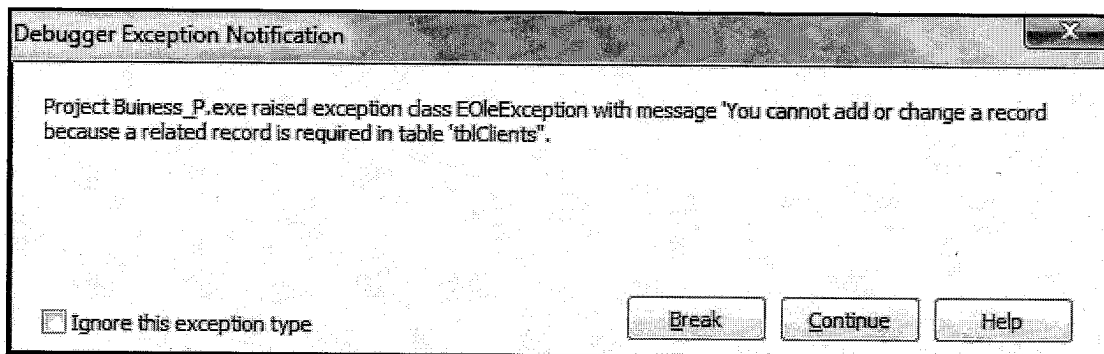 Debugger Exception Notification
X
Project Buiness_P.exe raised exception class EOleException with message 'You cannot add or change a record
because a related record is required in table 'tblClients''.
Ignore this exception type
Break
Continue
Help